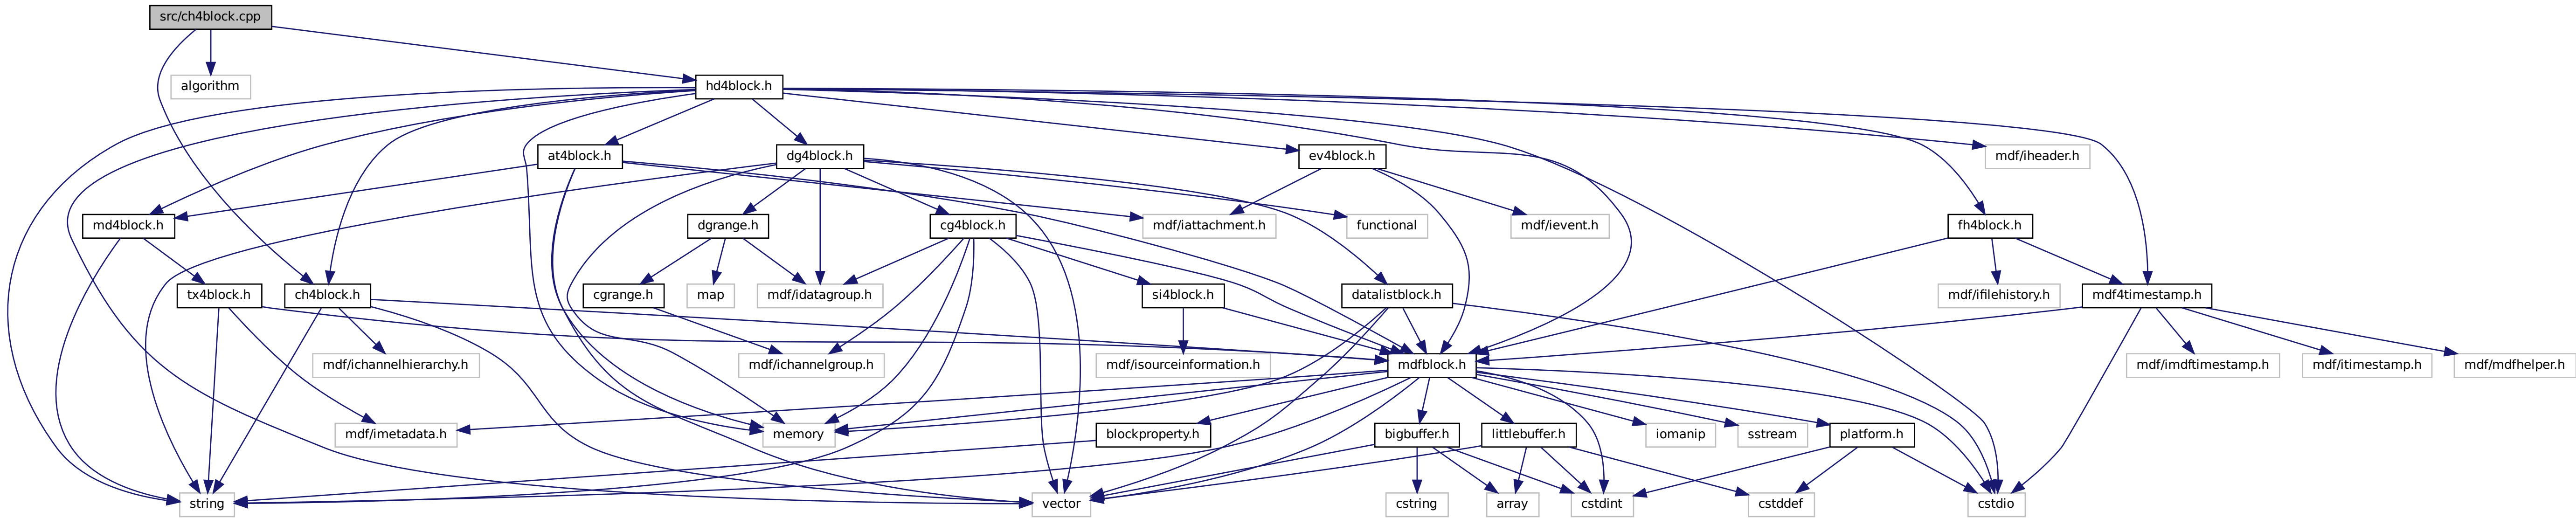 src/ch4block.cpp
algorithm
hd4block.h
at4block.h
dg4block.h
ev4block.h
mdf/iheader.h
md4block.h
dgrange.h
cg4block.h
mdf/iattachment.h
functional
mdf/ievent.h
fh4block.h
tx4block.h
ch4block.h
cgrange.h
map
mdf/idatagroup.h
si4block.h
datalistblock.h
mdf/ifilehistory.h
mdf4timestamp.h
mdf/ichannelhierarchy.h
mdf/ichannelgroup.h
mdf/isourceinformation.h
mdfblock.h
mdf/imdftimestamp.h
mdf/itimestamp.h
mdf/mdfhelper.h
mdf/imetadata.h
memory
blockproperty.h
bigbuffer.h
littlebuffer.h
iomanip
sstream
platform.h
string
vector
cstring
array
cstdint
cstddef
cstdio